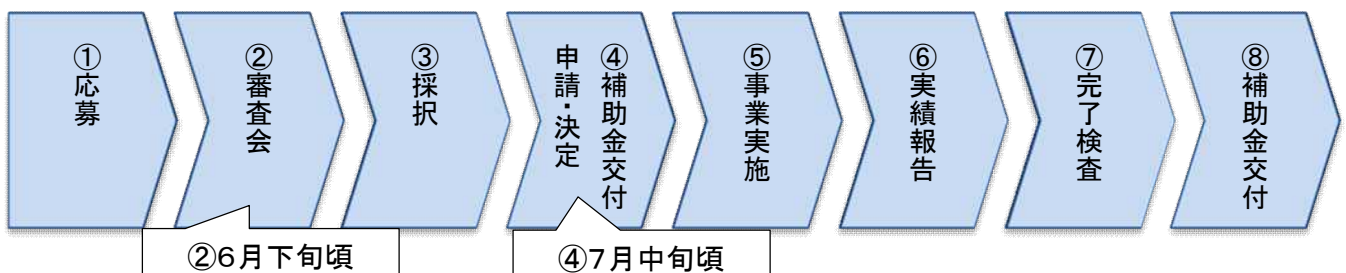 ①応募
②審査会
③採択
④補助金交付
申請・決定
⑤事業実施
⑥実績報告
⑦完了検査
⑧補助金交付
②6月下旬頃
④7月中旬頃